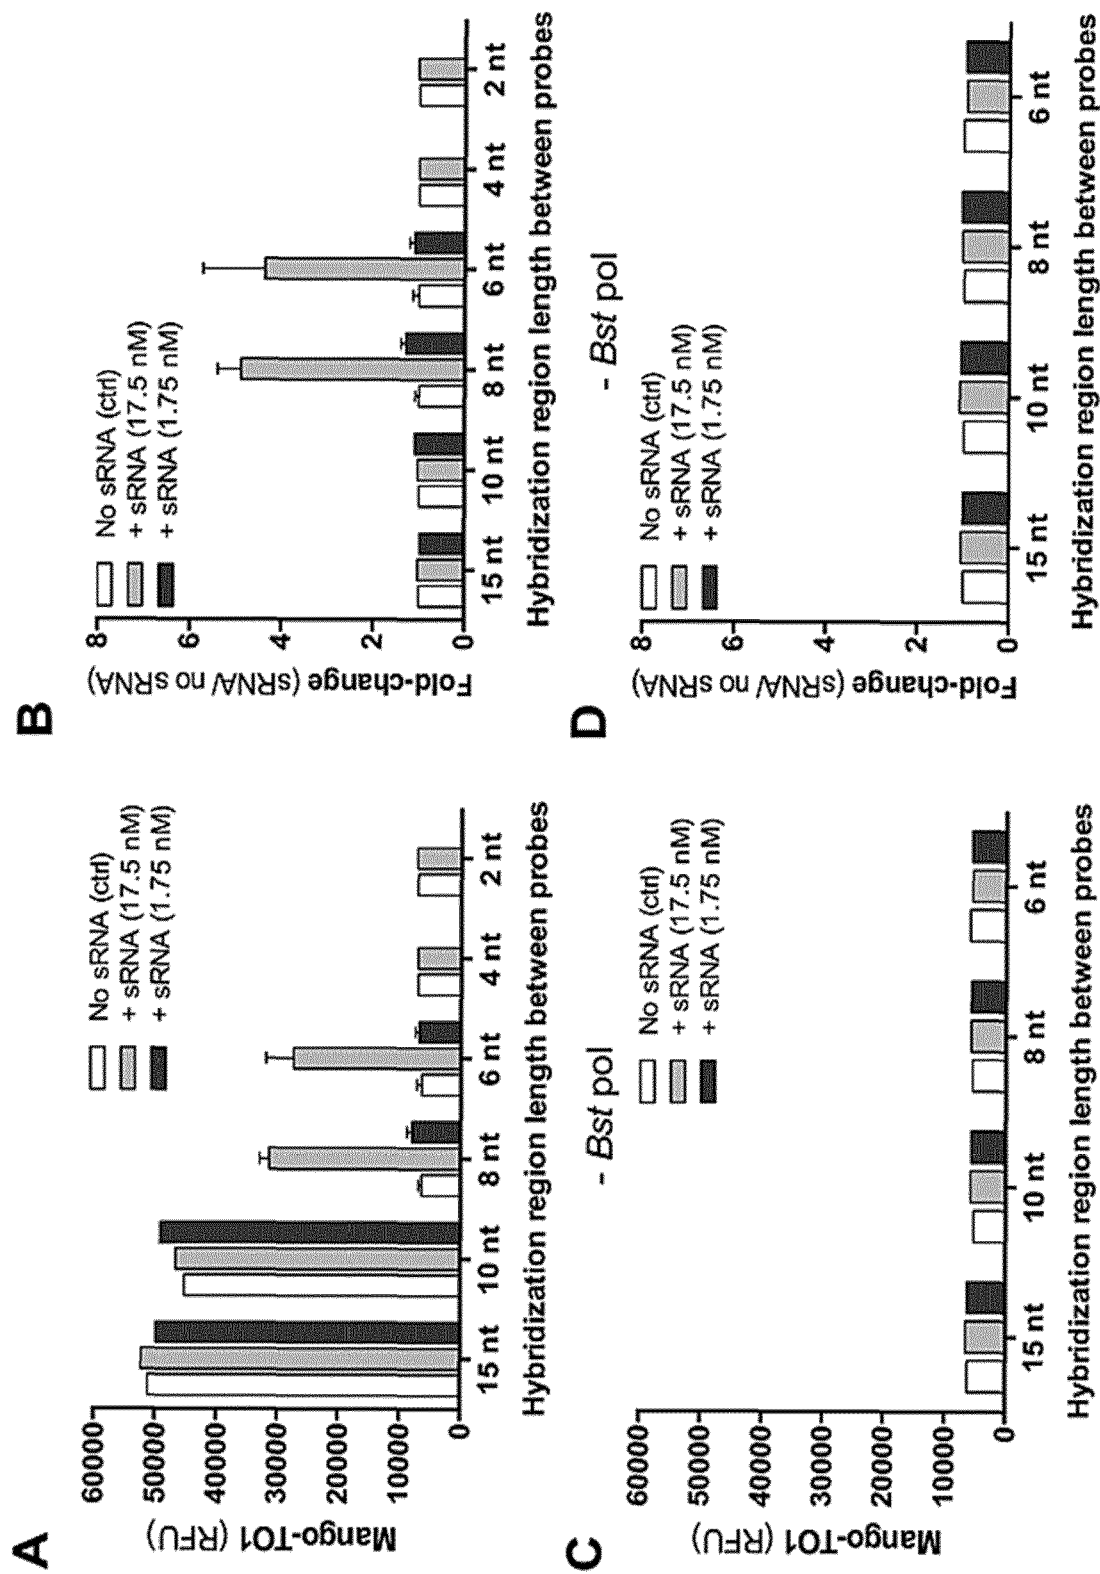 A
Mango-TO1 (RFU)
60000
50000
40000
30000
20000
10000
0
No sRNA (ctrl)
+ sRNA (17.5 nM)
+ sRNA (1.75 nM)
15 nt 10 nt 8 nt 6 nt 4 nt 2 nt
Hybridization region length between probes
B
Fold-change (sRNA/ no sRNA)
8
6
4
2
0
No sRNA (ctrl)
+ sRNA (17.5 nM)
+ sRNA (1.75 nM)
15 nt 10 nt 8 nt 6 nt 4 nt 2 nt
Hybridization region length between probes
C
- Bst pol
Mango-TO1 (RFU)
60000
50000
40000
30000
20000
10000
0
No sRNA (ctrl)
+ sRNA (17.5 nM)
+ sRNA (1.75 nM)
15 nt 10 nt 8 nt 6 nt
Hybridization region length between probes
D
- Bst pol
Fold-change (sRNA/ no sRNA)
8
6
4
2
0
No sRNA (ctrl)
+ sRNA (17.5 nM)
+ sRNA (1.75 nM)
15 nt 10 nt 8 nt 6 nt
Hybridization region length between probes